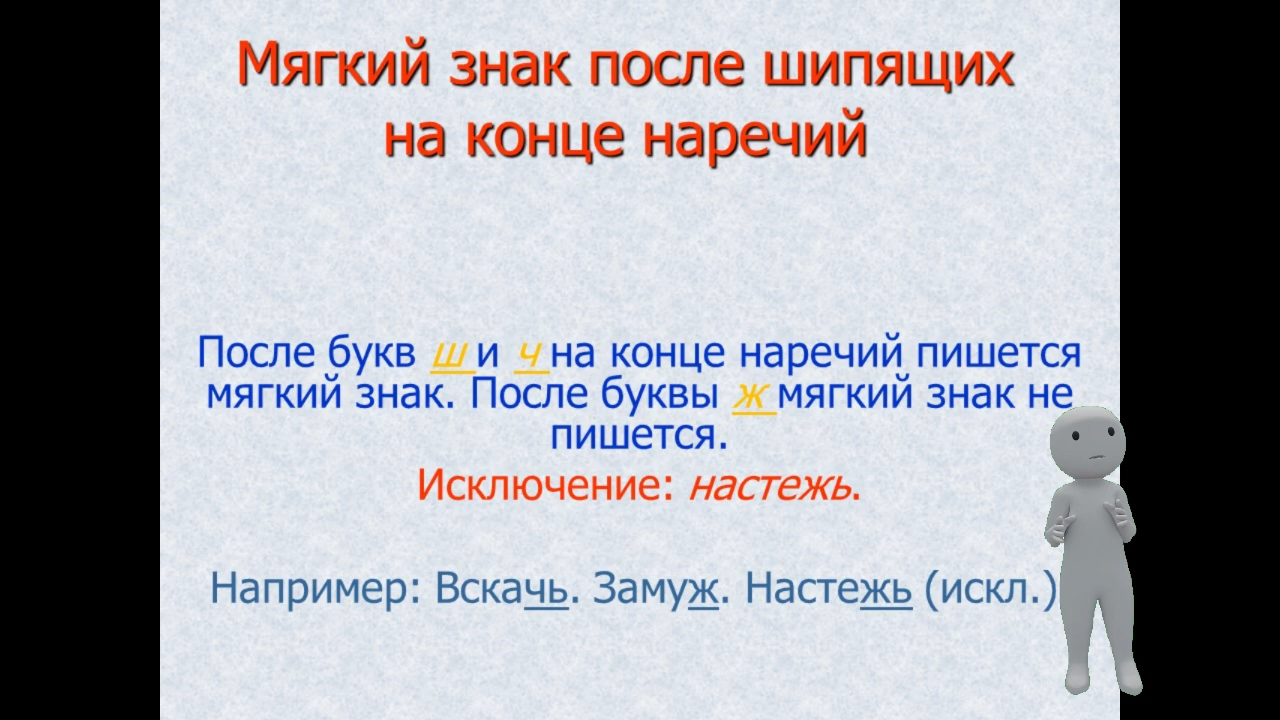 Мягкий знак после шипящих
на конце наречий
После букв ш и ч на конце наречий пишется
мягкий знак. После буквы ж мягкий знак не
пишется.
Исключение: настежь.
Например: Вскачь. Замуж. Настежь (искл.)